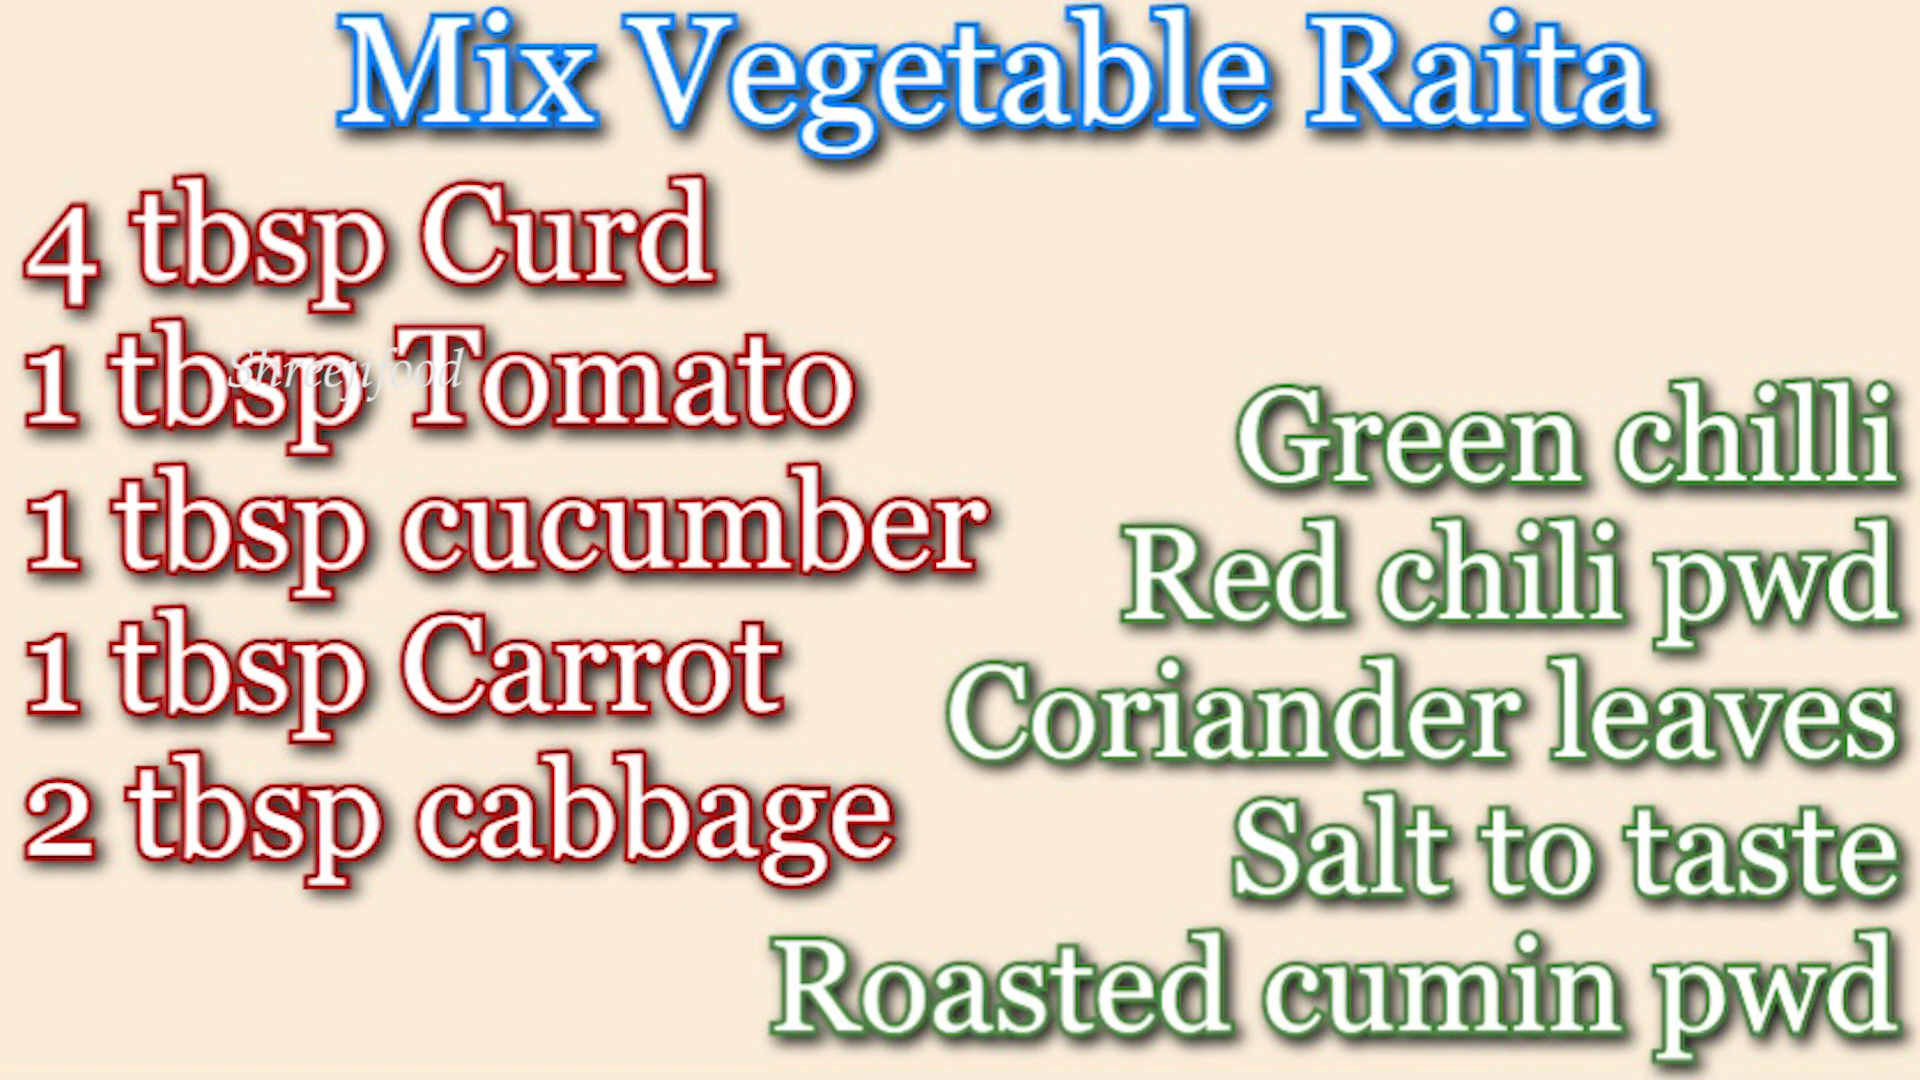 Mix Vegetable Raita
4 tbsp Curd
1 tbsp Tomato
Shreejifood
1 tbsp cucumber
1 tbsp Carrot
2 tbsp cabbage
Green chilli
Red chili pwd
Coriander leaves
Salt to taste
Roasted cumin pwd